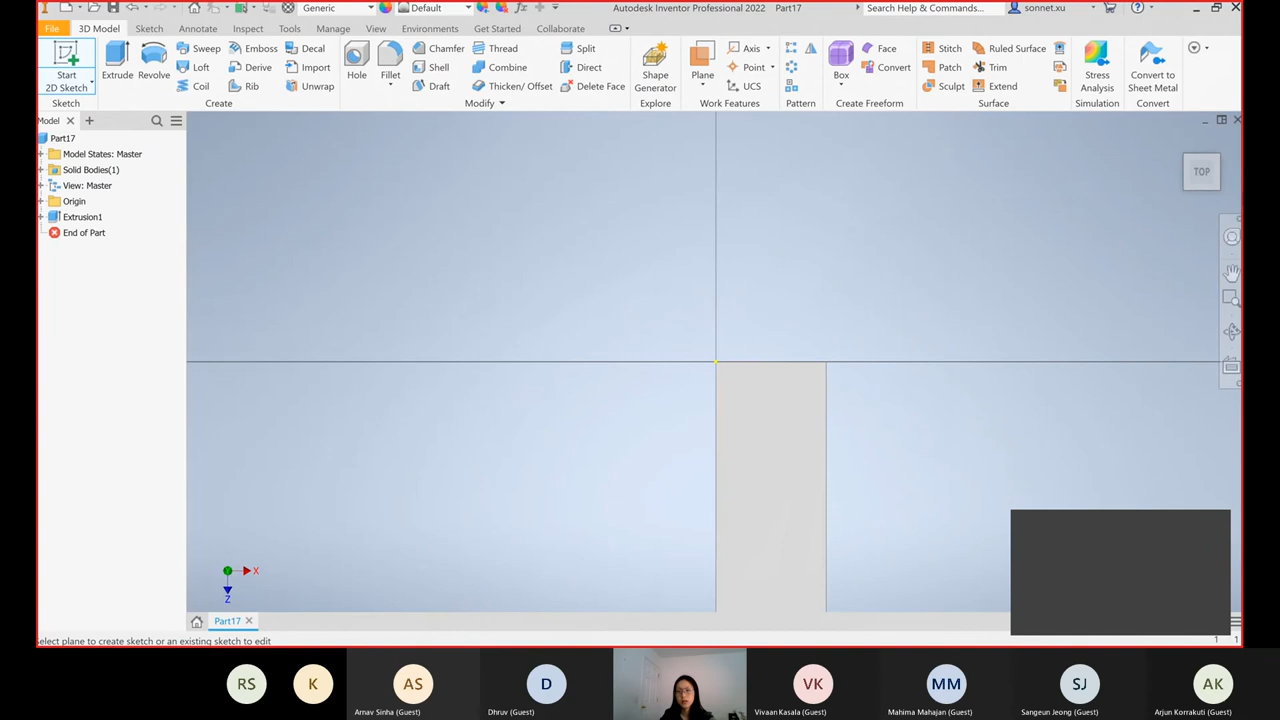 Generic
Default
Autodesk Inventor Professional 2022 Part17
Search Help & Commands...
sonnet.xu
File
3D Model
Sketch
Annotate
Inspect
Tools
Manage
View
Environments
Get Started
Collaborate
Start
2D Sketch
Extrude
Revolve
Sweep
Emboss
Decal
Loft
Derive
Import
Coil
Rib
Unwrap
Hole
Fillet
Chamfer
Thread
Split
Shell
Combine
Direct
Draft
Thicken/ Offset
Delete Face
Shape
Generator
Plane
Axis
Point
UCS
Box
Face
Convert
Stitch
Ruled Surface
Patch
Trim
Sculpt
Extend
Stress
Analysis
Convert to
Sheet Metal
Sketch
Create
Modify
Explore
Work Features
Pattern
Create Freeform
Surface
Simulation
Convert
Model
Part17
Model States: Master
Solid Bodies(1)
View: Master
Origin
Extrusion1
End of Part
TOP
X
Z
Part17
Select plane to create sketch or an existing sketch to edit
1 1
RS
K
AS
Arnav Sinha (Guest)
D
Dhruv (Guest)
VK
Vivaan Kasala (Guest)
MM
Mahima Mahajan (Guest)
SJ
Sangeun Jeong (Guest)
AK
Arjun Korrakuti (Guest)